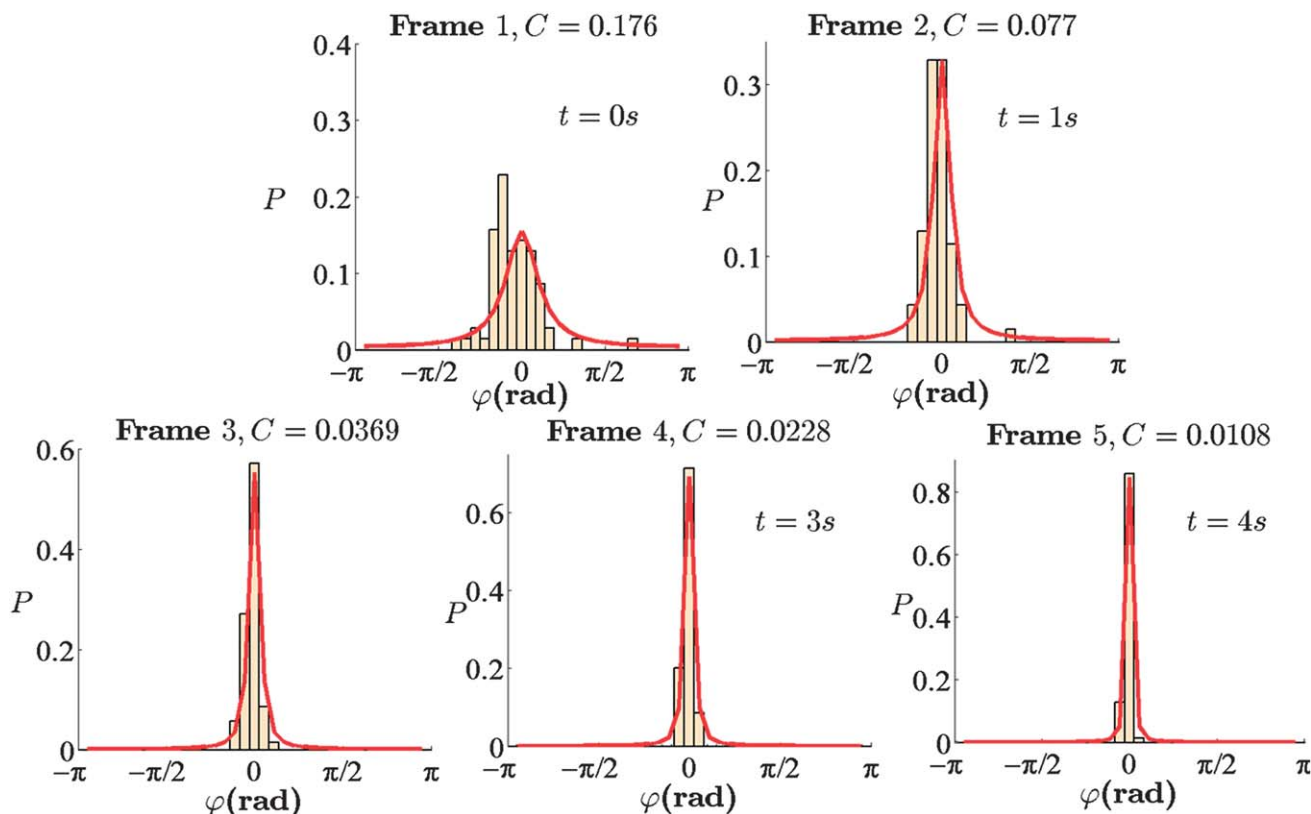 Frame 1, C = 0.176
0.4
0.3
0.2
0.1
0
P
t = 0s
−π
−π/2
0
π/2
π
φ(rad)
Frame 2, C = 0.077
0.3
0.2
0.1
0
P
t = 1s
−π
−π/2
0
π/2
π
φ(rad)
Frame 3, C = 0.0369
0.6
0.4
0.2
0
P
−π
−π/2
0
π/2
π
φ(rad)
Frame 4, C = 0.0228
0.6
0.4
0.2
0
P
t = 3s
−π
−π/2
0
π/2
π
φ(rad)
Frame 5, C = 0.0108
0.8
0.6
0.4
0.2
0
P
t = 4s
−π
−π/2
0
π/2
π
φ(rad)